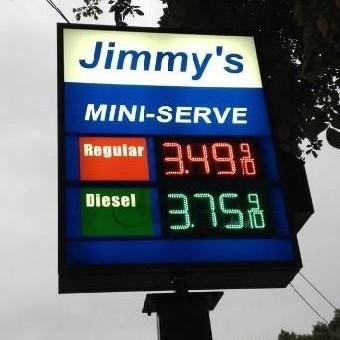 Jimmy's
MINI-SERVE
Regular 3.49 9/10
Diesel 3.75 9/10